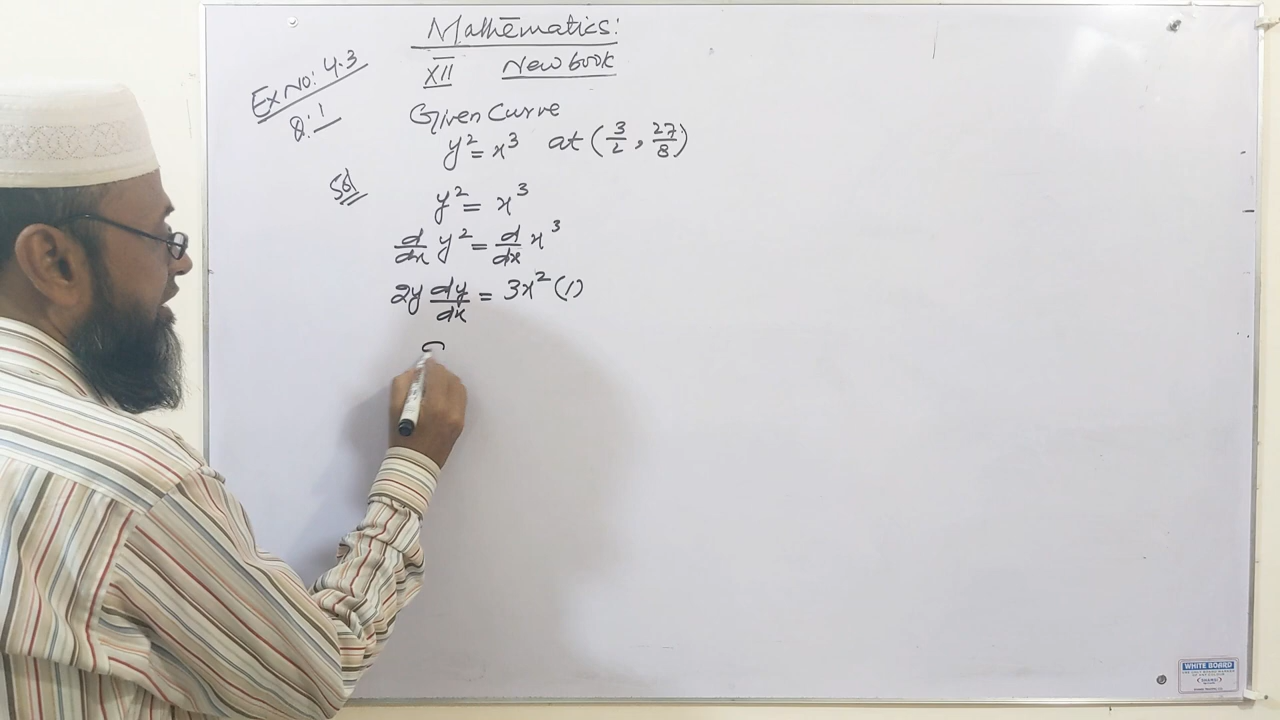 Mathematics:
XII New book
Ex No: 4.3
Q: 1
Given Curve
y² = x³ at (3/2, 27/8)
Sol
y² = x³
d/dx y² = d/dx x³
2y dy/dx = 3x² (1)
WHITE BOARD